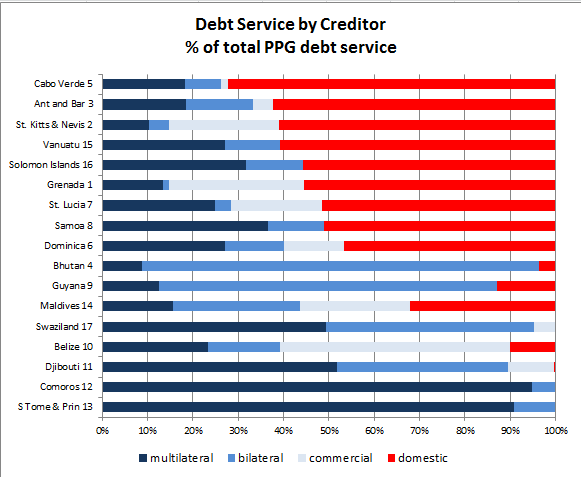 Debt Service by Creditor
% of total PPG debt service
Cabo Verde 5
Ant and Bar 3
St. Kitts & Nevis 2
Vanuatu 15
Solomon Islands 16
Grenada 1
St. Lucia 7
Samoa 8
Dominica 6
Bhutan 4
Guyana 9
Maldives 14
Swaziland 17
Belize 10
Djibouti 11
Comoros 12
S Tome & Prin 13
0% 10% 20% 30% 40% 50% 60% 70% 80% 90% 100%
multilateral bilateral commercial domestic